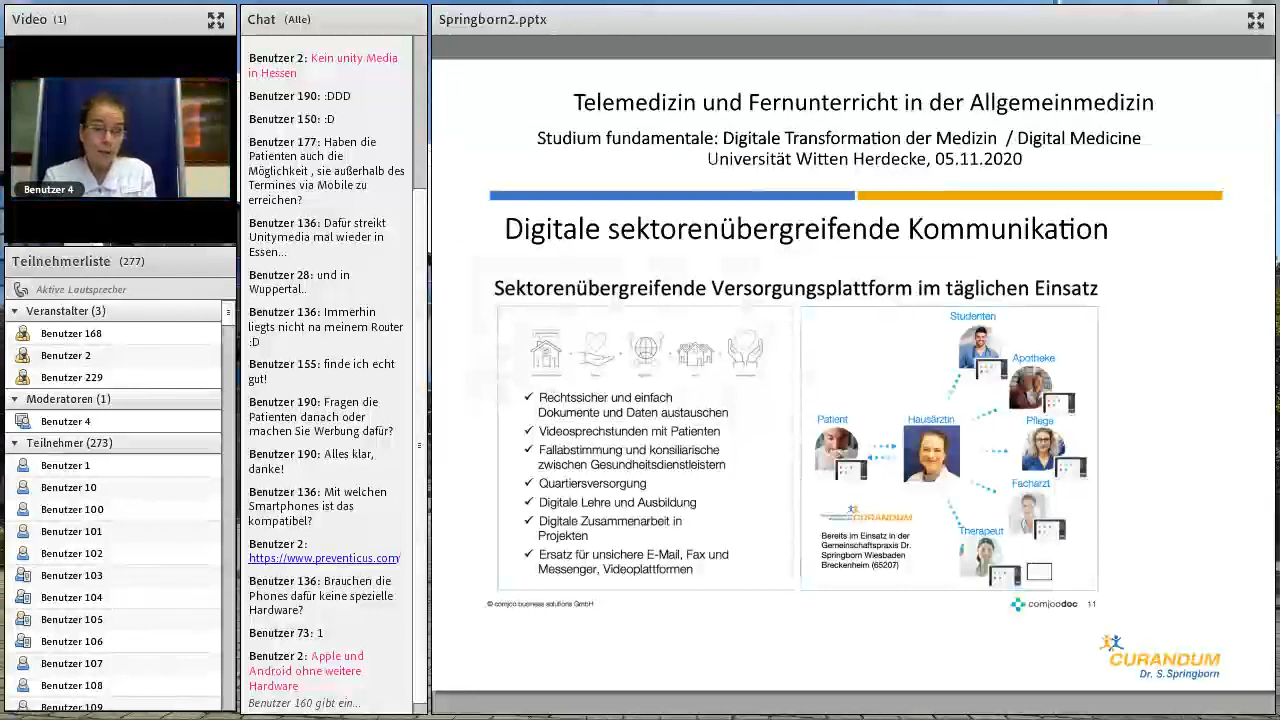 Video (1)
Benutzer 4
Teilnehmerliste (277)
Aktive Lautsprecher
Veranstalter (3)
Benutzer 168
Benutzer 2
Benutzer 229
Moderatoren (1)
Benutzer 4
Teilnehmer (273)
Benutzer 1
Benutzer 10
Benutzer 100
Benutzer 101
Benutzer 102
Benutzer 103
Benutzer 104
Benutzer 105
Benutzer 106
Benutzer 107
Benutzer 108
Benutzer 109
Chat (Alle)
Benutzer 2: Kein unity Media
in Hessen
Benutzer 190: :DDD
Benutzer 150: :D
Benutzer 177: Haben die
Patienten auch die
Möglichkeit , sie außerhalb des
Termines via Mobile zu
erreichen?
Benutzer 136: Dafür streikt
Unitymedia mal wieder in
Essen...
Benutzer 28: und in
Wuppertal..
Benutzer 136: Immerhin
liegts nicht na meinem Router
:D
Benutzer 155: finde ich echt
gut!
Benutzer 190: Fragen die
Patienten danach oder
machen Sie Werbung dafür?
Benutzer 190: Alles klar,
danke!
Benutzer 136: Mit welchen
Smartphones ist das
kompatibel?
Benutzer 2:
https://www.preventicus.com/
Benutzer 136: Brauchen die
Phones dafür keine spezielle
Hardware?
Benutzer 73: 1
Benutzer 2: Apple und
Android ohne weitere
Hardware
Benutzer 160 gibt ein...
Springborn2.pptx
Telemedizin und Fernunterricht in der Allgemeinmedizin
Studium fundamentale: Digitale Transformation der Medizin / Digital Medicine
Universität Witten Herdecke, 05.11.2020
Digitale sektorenübergreifende Kommunikation
Sektorenübergreifende Versorgungsplattform im täglichen Einsatz
✓ Rechtssicher und einfach
Dokumente und Daten austauschen
✓ Videosprechstunden mit Patienten
✓ Fallabstimmung und konsiliarische
zwischen Gesundheitsdienstleistern
✓ Quartiersversorgung
✓ Digitale Lehre und Ausbildung
✓ Digitale Zusammenarbeit in
Projekten
✓ Ersatz für unsichere E-Mail, Fax und
Messenger, Videoplattformen
Studenten
Apotheke
Patient
Hausärztin
Pflege
Facharzt
Therapeut
CURANDUM
Bereits im Einsatz in der
Gemeinschaftspraxis Dr.
Springborn Wiesbaden
Breckenheim (65207)
© comjoo business solutions GmbH
comjoodoc 11
CURANDUM
Dr. S.Springborn